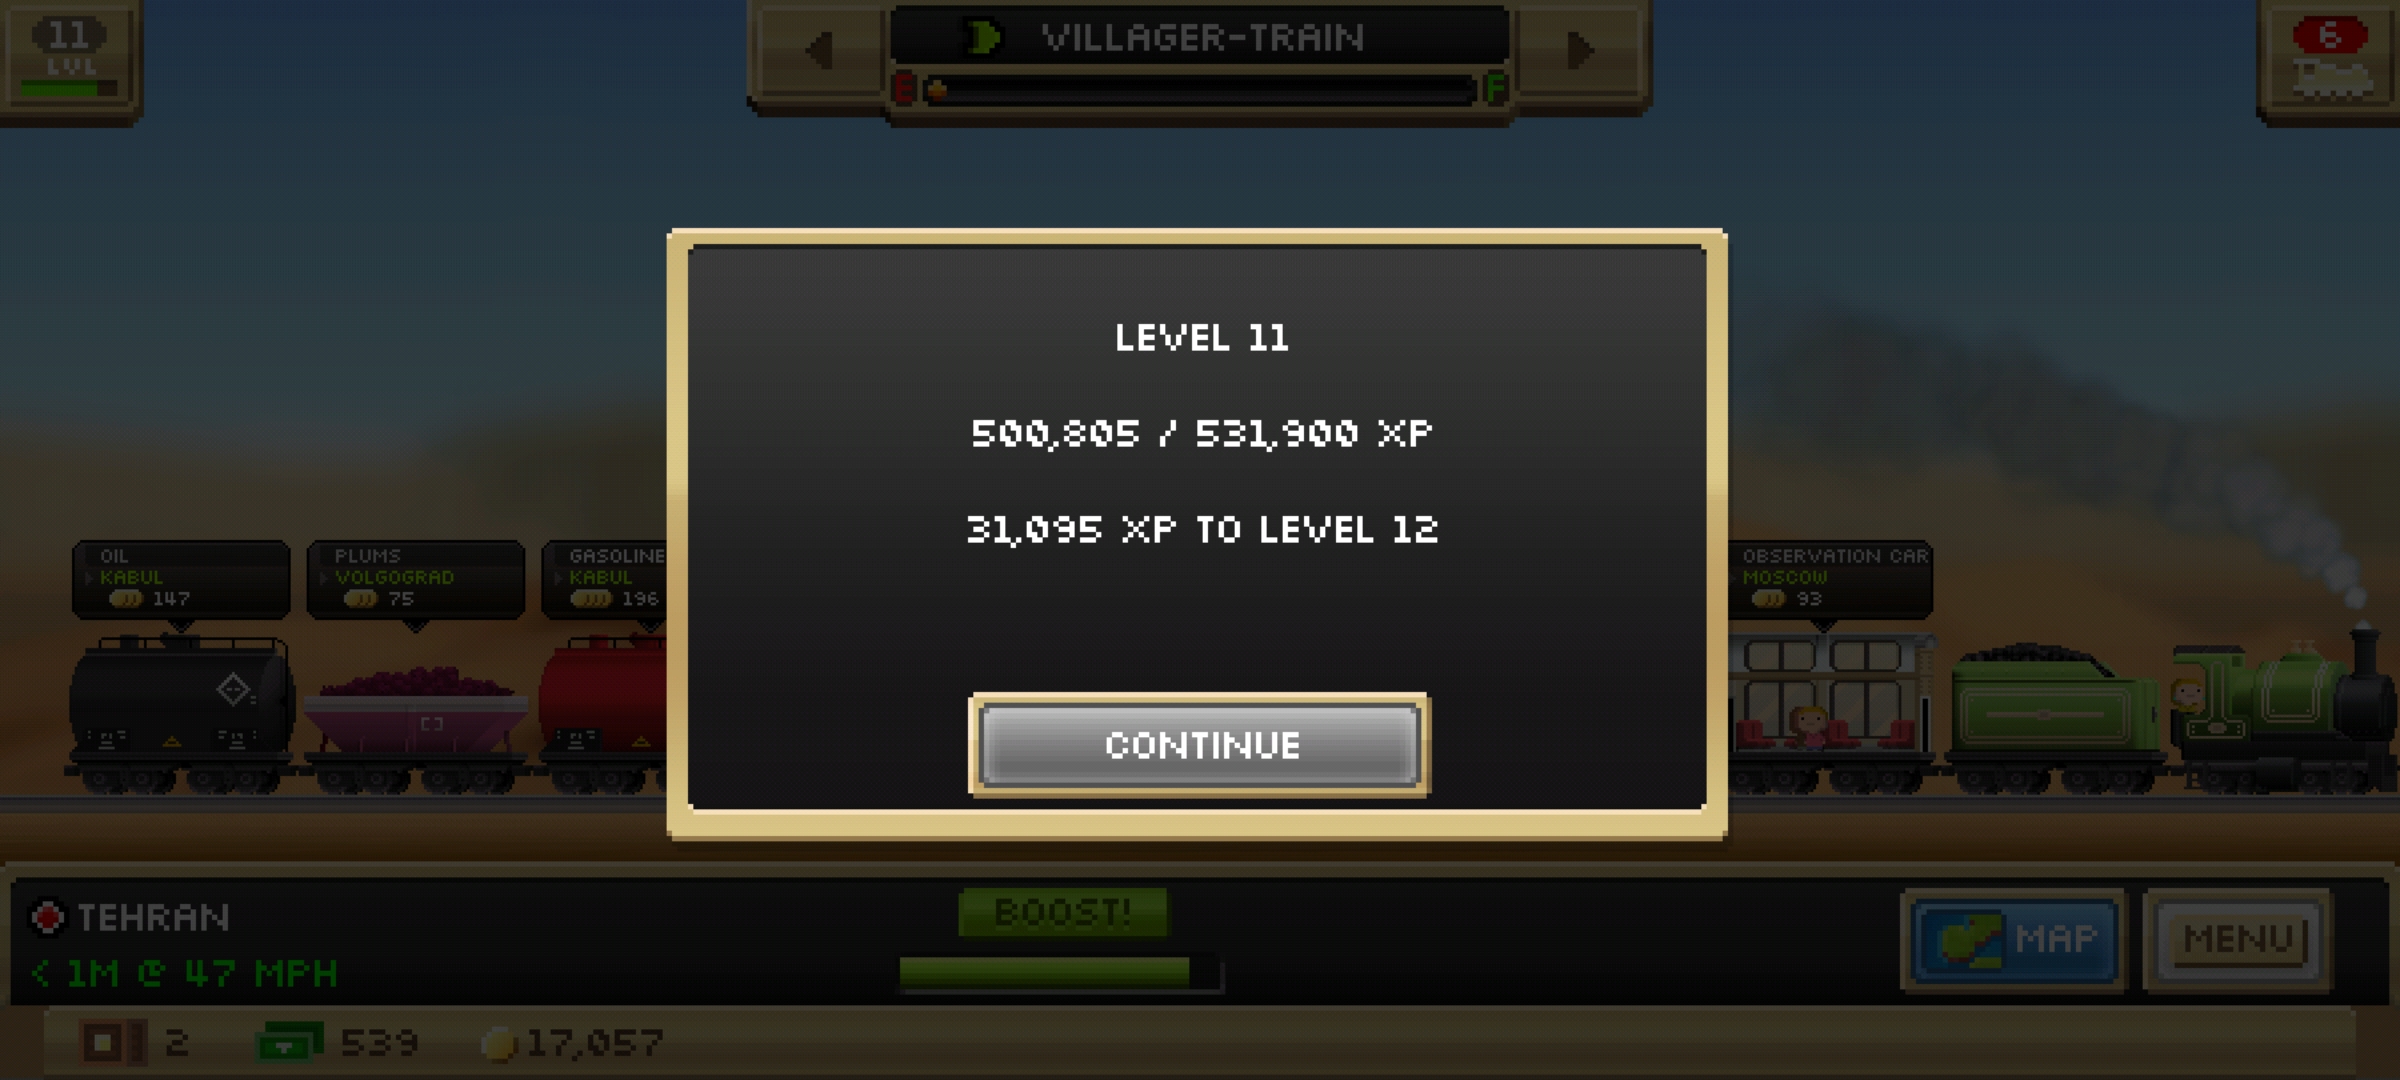 11
LVL
VILLAGER-TRAIN
E
F
6
LEVEL 11
500,805 / 531,900 XP
31,095 XP TO LEVEL 12
CONTINUE
OIL
KABUL
147
PLUMS
VOLGOGRAD
75
GASOLINE
KABUL
196
OBSERVATION CAR
MOSCOW
93
TEHRAN
< 1M @ 47 MPH
BOOST!
MAP
MENU
2
539
17,057